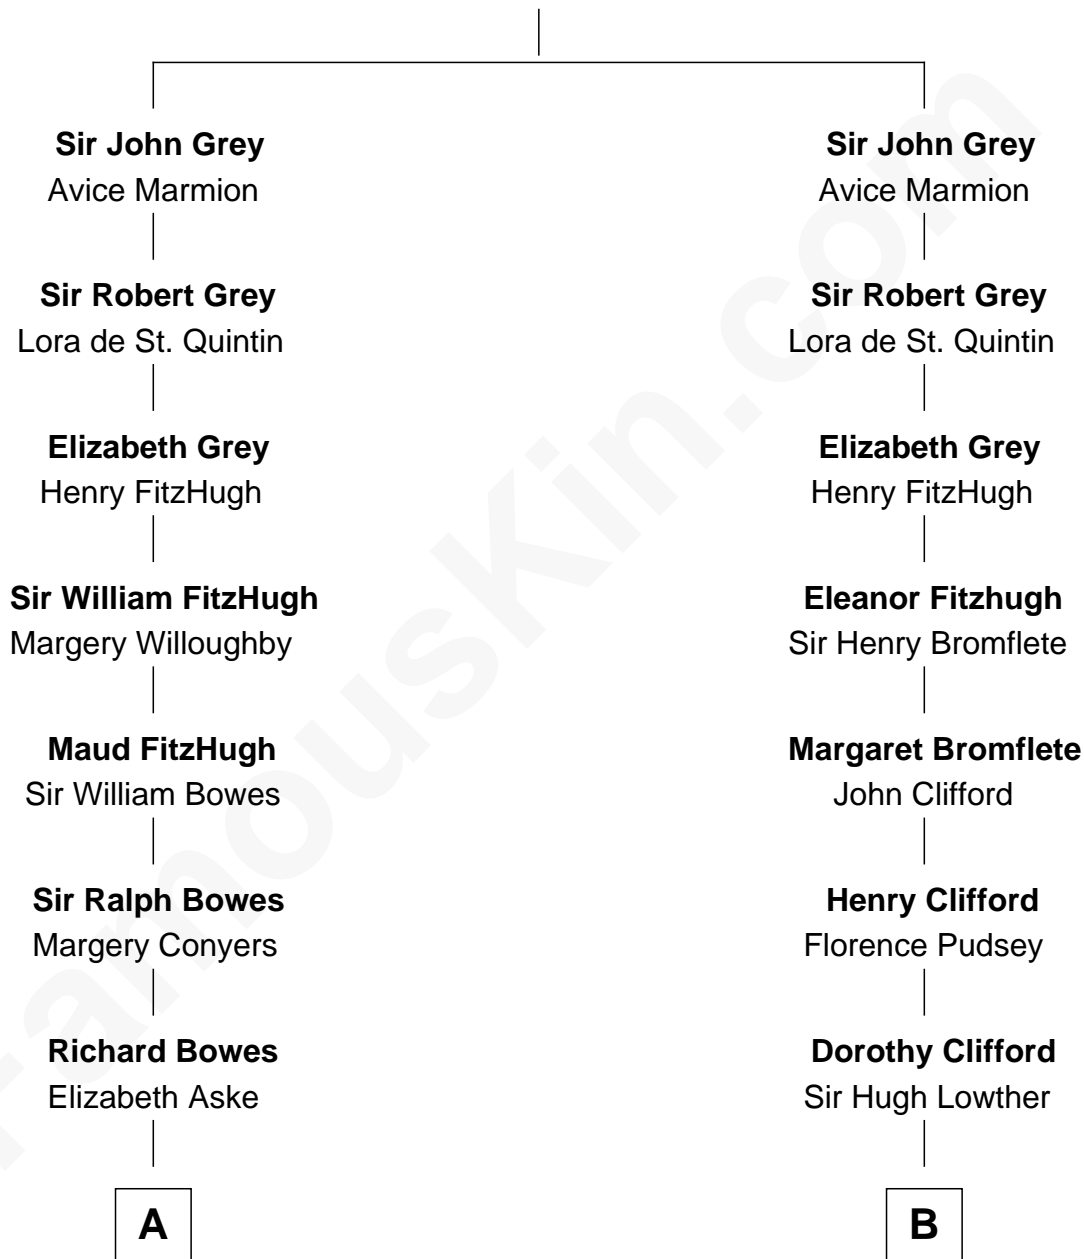 Sir John Grey
Avice Marmion
Sir Robert Grey
Lora de St. Quintin
Elizabeth Grey
Henry FitzHugh
Sir William FitzHugh
Margery Willoughby
Maud FitzHugh
Sir William Bowes
Sir Ralph Bowes
Margery Conyers
Richard Bowes
Elizabeth Aske
A
Sir John Grey
Avice Marmion
Sir Robert Grey
Lora de St. Quintin
Elizabeth Grey
Henry FitzHugh
Eleanor Fitzhugh
Sir Henry Bromflete
Margaret Bromflete
John Clifford
Henry Clifford
Florence Pudsey
Dorothy Clifford
Sir Hugh Lowther
B
FamousKin.com